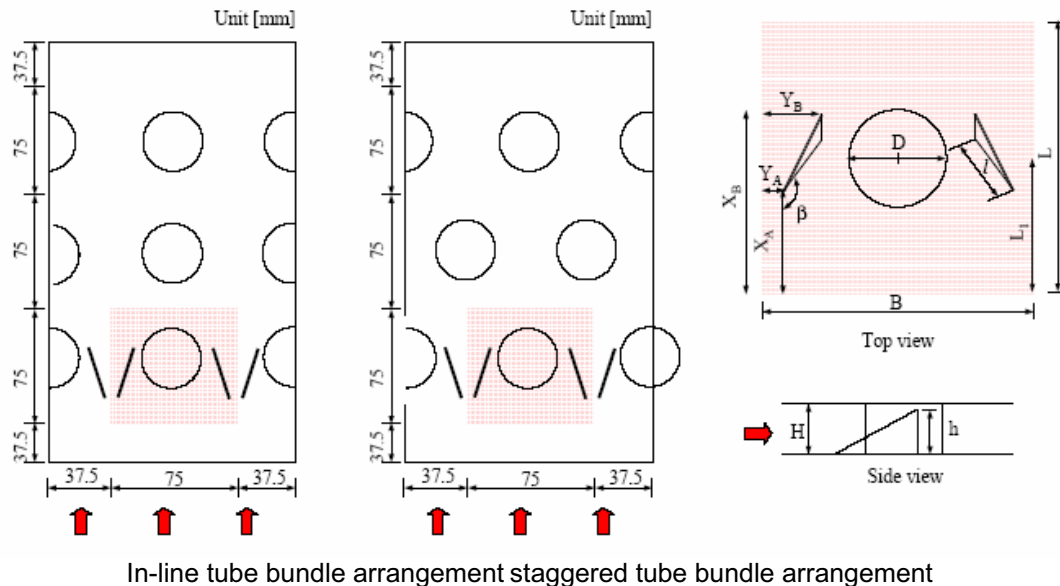 Unit [mm]
37.5
75
75
75
37.5
37.5
75
37.5
Unit [mm]
37.5
75
75
75
37.5
37.5
75
37.5
Y_B
D
Y_A
l
X_B
β
X_A
L_1
L
B
Top view
H
h
Side view
In-line tube bundle arrangement staggered tube bundle arrangement